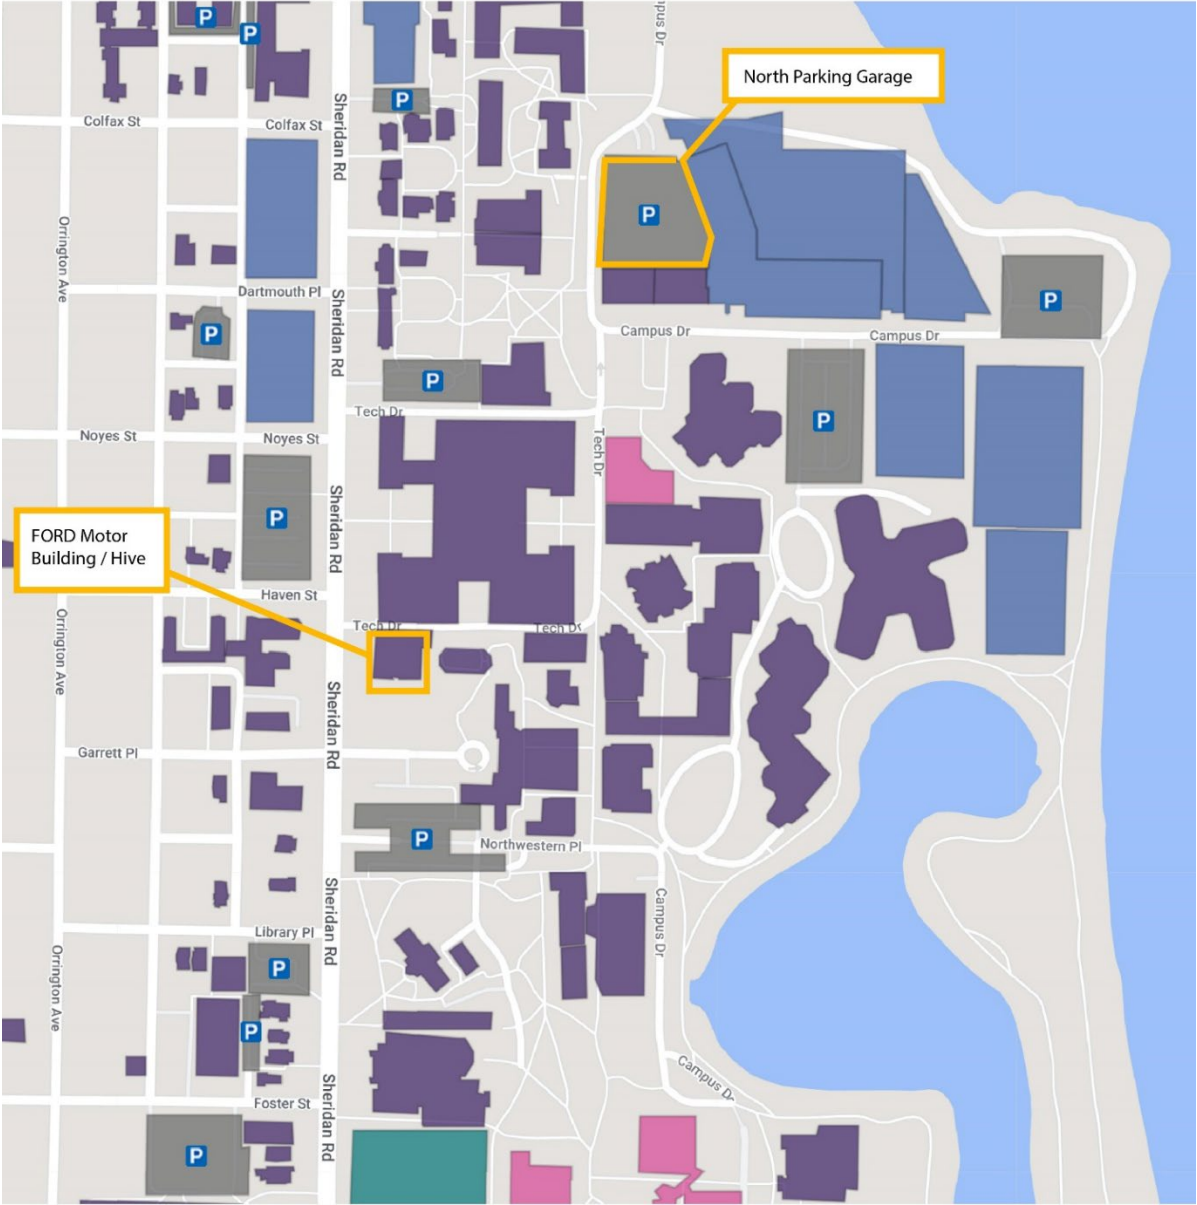 P
P
npus Dr
North Parking Garage
P
Colfax St
Colfax St
Sheridan Rd
P
Orrington Ave
Dartmouth Pl
P
Sheridan Rd
P
Campus Dr
Campus Dr
P
Tech Dr
P
Noyes St
Noyes St
Tech Dr
P
Sheridan Rd
FORD Motor
Building / Hive
Haven St
Tech Dr
Tech Dr
Orrington Ave
Sheridan Rd
Garrett Pl
P
Northwestern Pl
Sheridan Rd
Campus Dr
Library Pl
P
Orrington Ave
P
Campus Dr
Foster St
Sheridan Rd
P